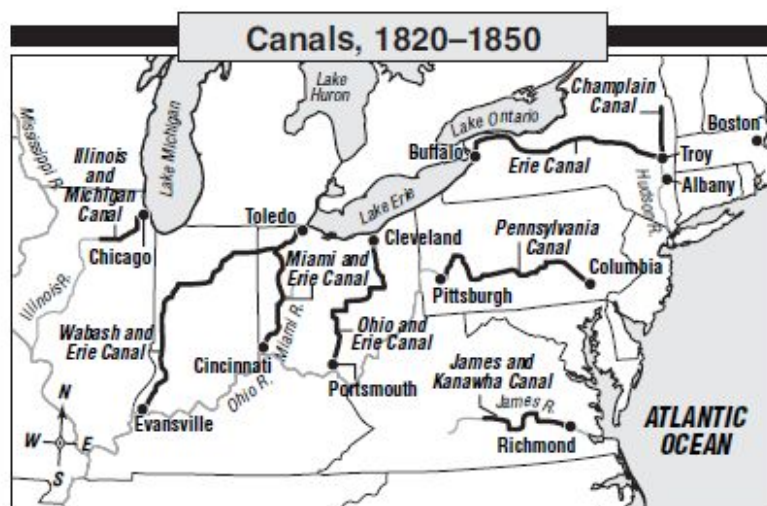 Canals, 1820–1850
Lake
Huron
Lake Michigan
Mississippi R.
Illinois
and
Michigan
Canal
Chicago
Illinois R.
Champlain
Canal
Boston
Lake Ontario
Buffalo
Erie Canal
Troy
Albany
Hudson R.
Lake Erie
Toledo
Cleveland
Miami and
Erie Canal
Pennsylvania
Canal
Columbia
Pittsburgh
Wabash and
Erie Canal
Cincinnati
Miami R.
Ohio and
Erie Canal
Ohio R.
Portsmouth
Evansville
James and
Kanawha Canal
James R.
Richmond
ATLANTIC
OCEAN
N
W
E
S